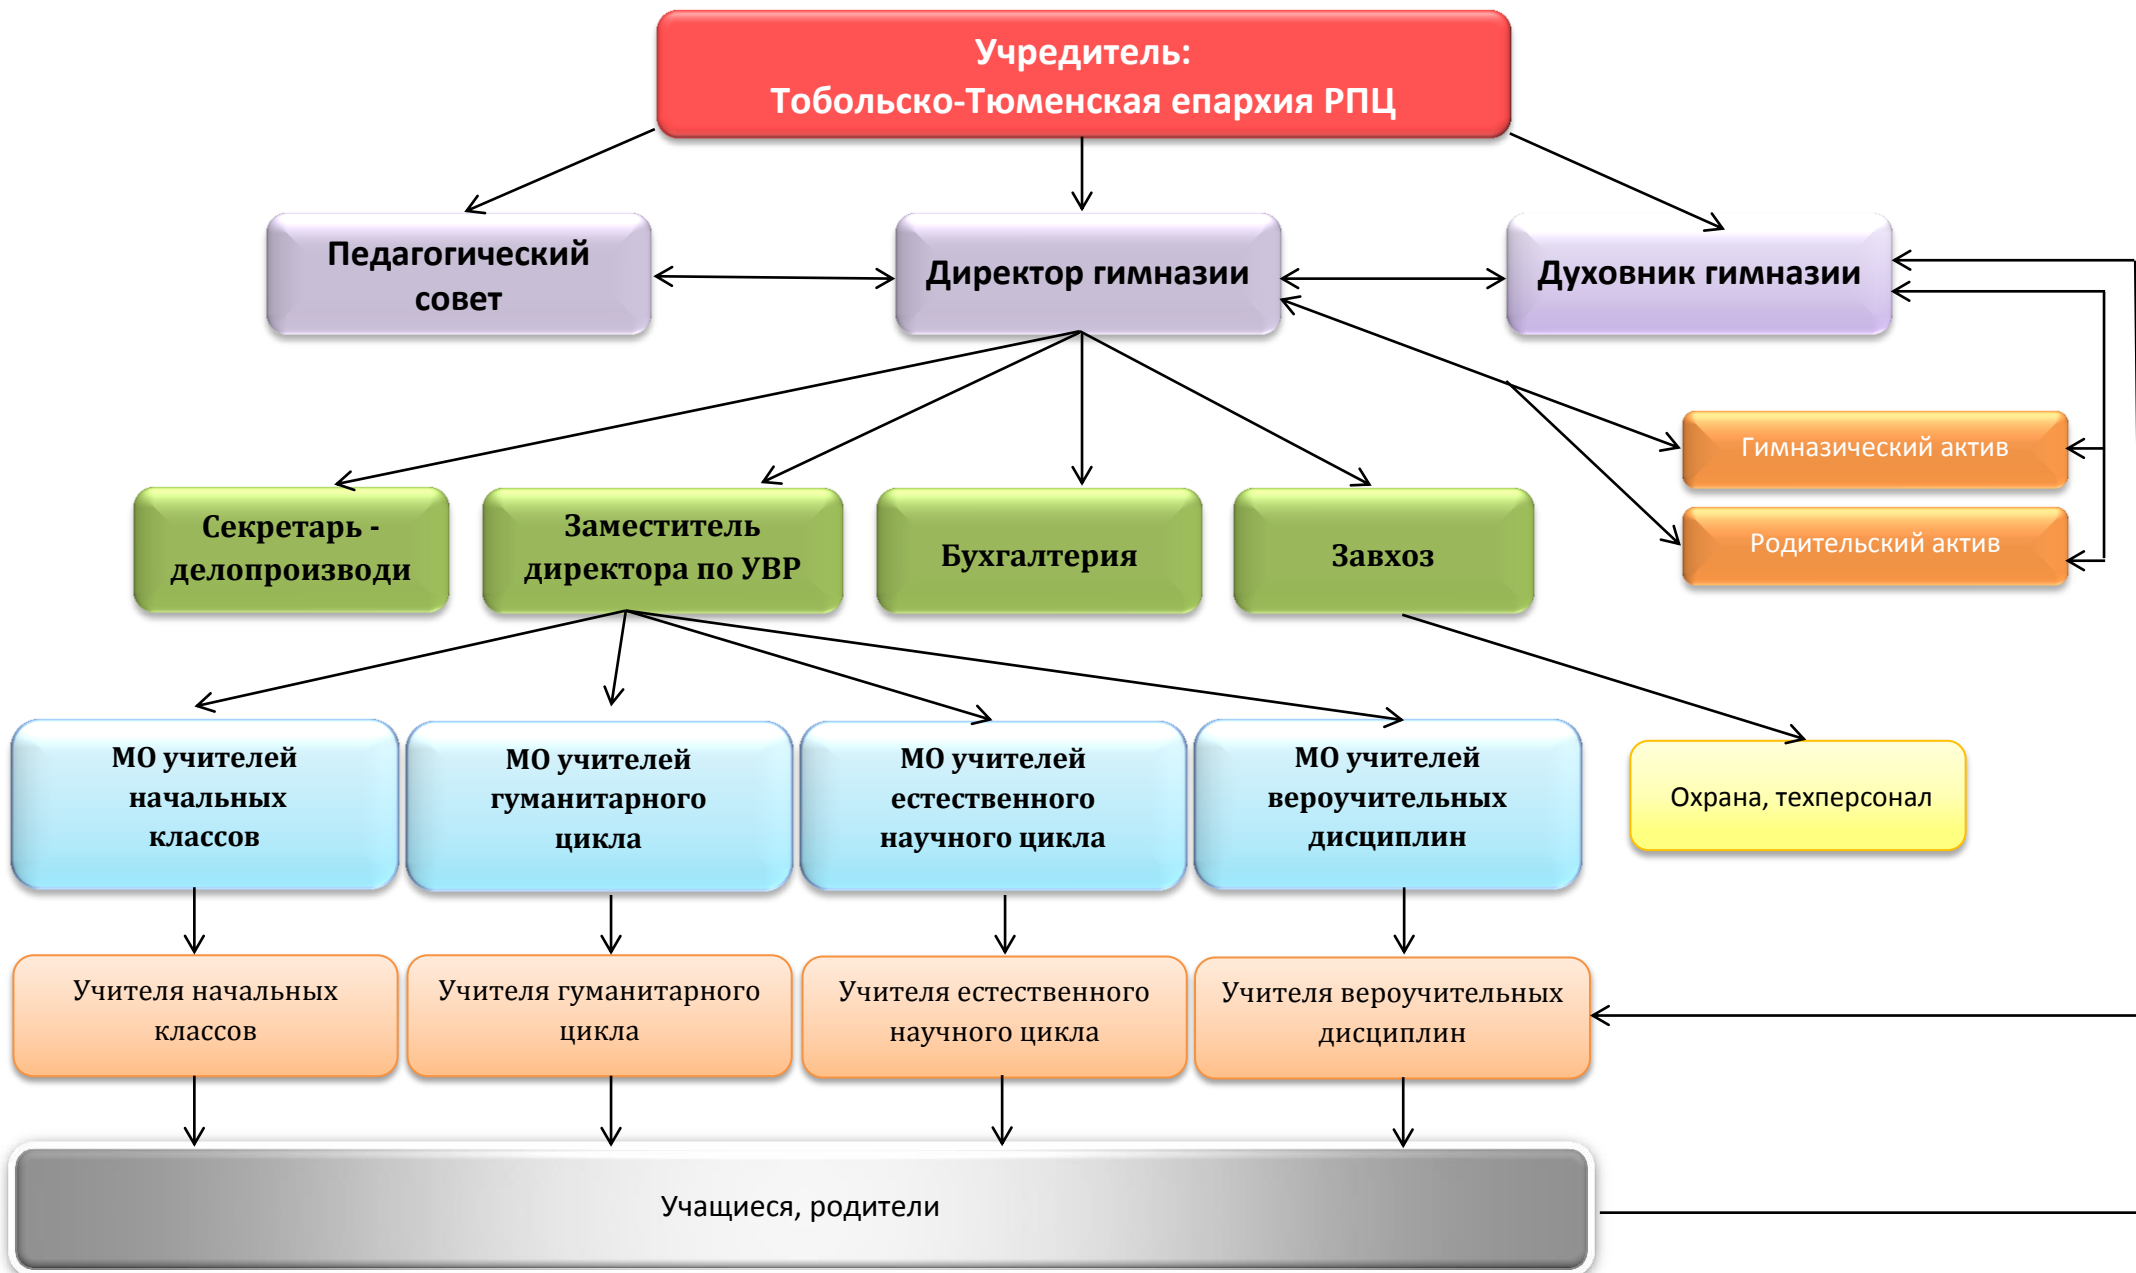 Учредитель:
Тобольско-Тюменская епархия РПЦ
Педагогический
совет
Директор гимназии
Духовник гимназии
Гимназический актив
Родительский актив
Секретарь -
делопроизводи
Заместитель
директора по УВР
Бухгалтерия
Завхоз
МО учителей
начальных
классов
МО учителей
гуманитарного
цикла
МО учителей
естественного
научного цикла
МО учителей
вероучительных
дисциплин
Охрана, техперсонал
Учителя начальных
классов
Учителя гуманитарного
цикла
Учителя естественного
научного цикла
Учителя вероучительных
дисциплин
Учащиеся, родители